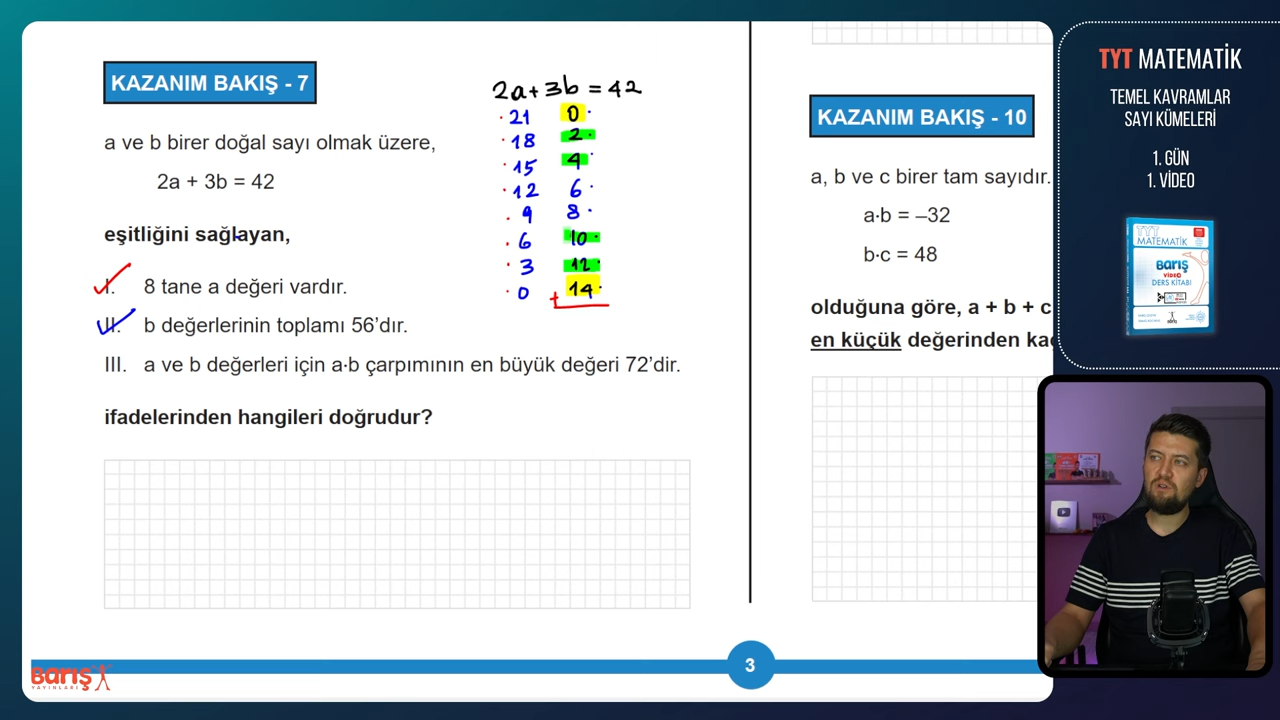 KAZANIM BAKIŞ - 7
a ve b birer doğal sayı olmak üzere,
2a + 3b = 42
eşitliğini sağlayan,
I. 8 tane a değeri vardır.
II. b değerlerinin toplamı 56'dır.
III. a ve b değerleri için a·b çarpımının en büyük değeri 72'dir.
ifadelerinden hangileri doğrudur?
2a+3b = 42
21 0
18 2
15 4
12 6
9 8
6 10
3 12
0 14
+
KAZANIM BAKIŞ - 10
a, b ve c birer tam sayıdır.
a·b = –32
b·c = 48
olduğuna göre, a + b + c
en küçük değerinden
3
BARIŞ
YAYINLARI
TYT MATEMATİK
TEMEL KAVRAMLAR
SAYI KÜMELERİ
1. GÜN
1. VİDEO
TYT
MATEMATİK
BARIŞ
VİDEO
DERS KİTABI